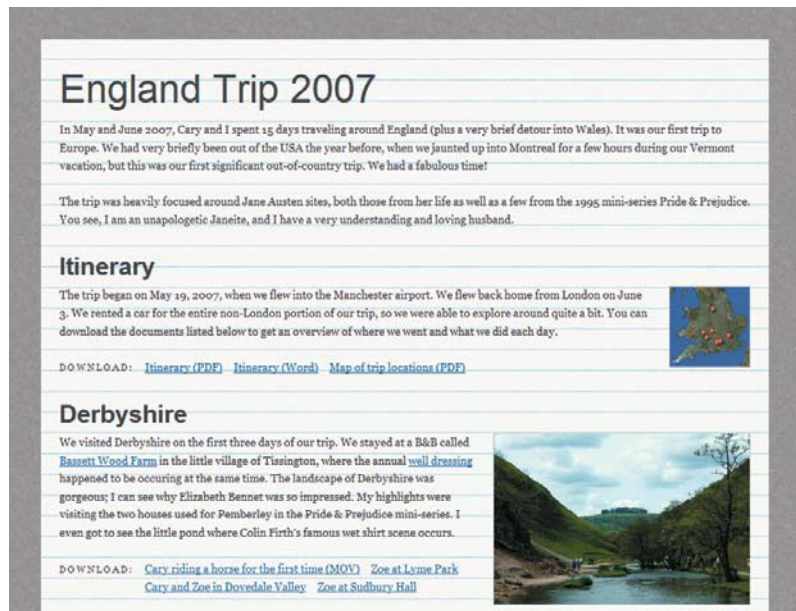 England Trip 2007
In May and June 2007, Cary and I spent 15 days traveling around England (plus a very brief detour into Wales). It was our first trip to
Europe. We had very briefly been out of the USA the year before, when we jaunted up into Montreal for a few hours during our Vermont
vacation, but this was our first significant out-of-country trip. We had a fabulous time!
The trip was heavily focused around Jane Austen sites, both those from her life as well as a few from the 1995 mini-series Pride & Prejudice.
You see, I am an unapologetic Janeite, and I have a very understanding and loving husband.
Itinerary
The trip began on May 19, 2007, when we flew into the Manchester airport. We flew back home from London on June
3. We rented a car for the entire non-London portion of our trip, so we were able to explore around quite a bit. You can
download the documents listed below to get an overview of where we went and what we did each day.
DOWNLOAD: Itinerary (PDF) Itinerary (Word) Map of trip locations (PDF)
Derbyshire
We visited Derbyshire on the first three days of our trip. We stayed at a B&B called
Bassett Wood Farm in the little village of Tissington, where the annual well dressing
happened to be occuring at the same time. The landscape of Derbyshire was
gorgeous; I can see why Elizabeth Bennet was so impressed. My highlights were
visiting the two houses used for Pemberley in the Pride & Prejudice mini-series. I
even got to see the little pond where Colin Firth's famous wet shirt scene occurs.
DOWNLOAD: Cary riding a horse for the first time (MOV) Zoe at Lyme Park
Cary and Zoe in Dovedale Valley Zoe at Sudbury Hall